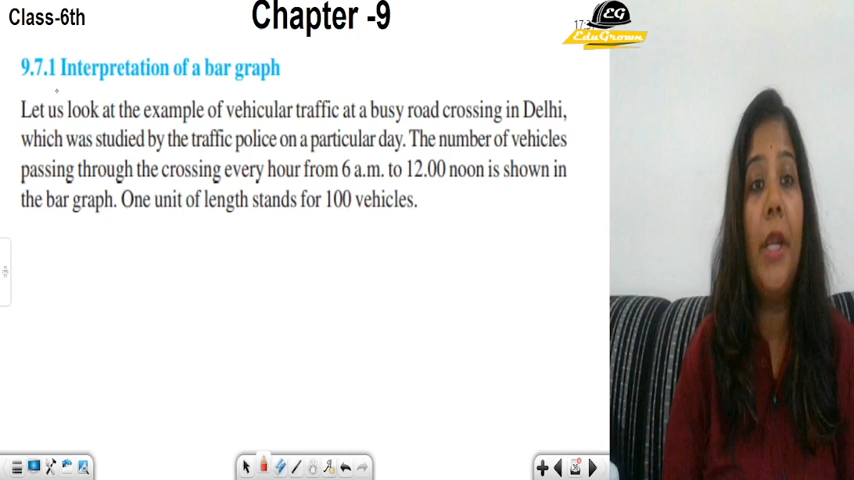 Class-6th
Chapter -9
EG
EduGrown
9.7.1 Interpretation of a bar graph
Let us look at the example of vehicular traffic at a busy road crossing in Delhi,
which was studied by the traffic police on a particular day. The number of vehicles
passing through the crossing every hour from 6 a.m. to 12.00 noon is shown in
the bar graph. One unit of length stands for 100 vehicles.